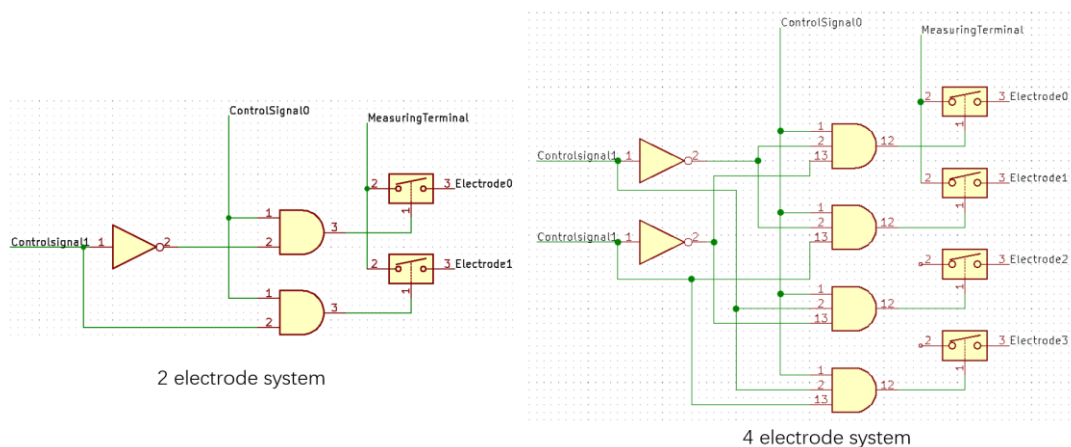 ControlSignal0
MeasuringTerminal
2 3 Electrode0
1
1
3
2
Controlsignal1 1 2
2 3 Electrode1
1
1
3
2
2 electrode system
ControlSignal0
MeasuringTerminal
2 3 Electrode0
1
1
2 12
13
Controlsignal1 1 2
2 3 Electrode1
1
1
2 12
13
Controlsignal1 1 2
2 3 Electrode2
1
1
2 12
13
2 3 Electrode3
1
1
2 12
13
4 electrode system